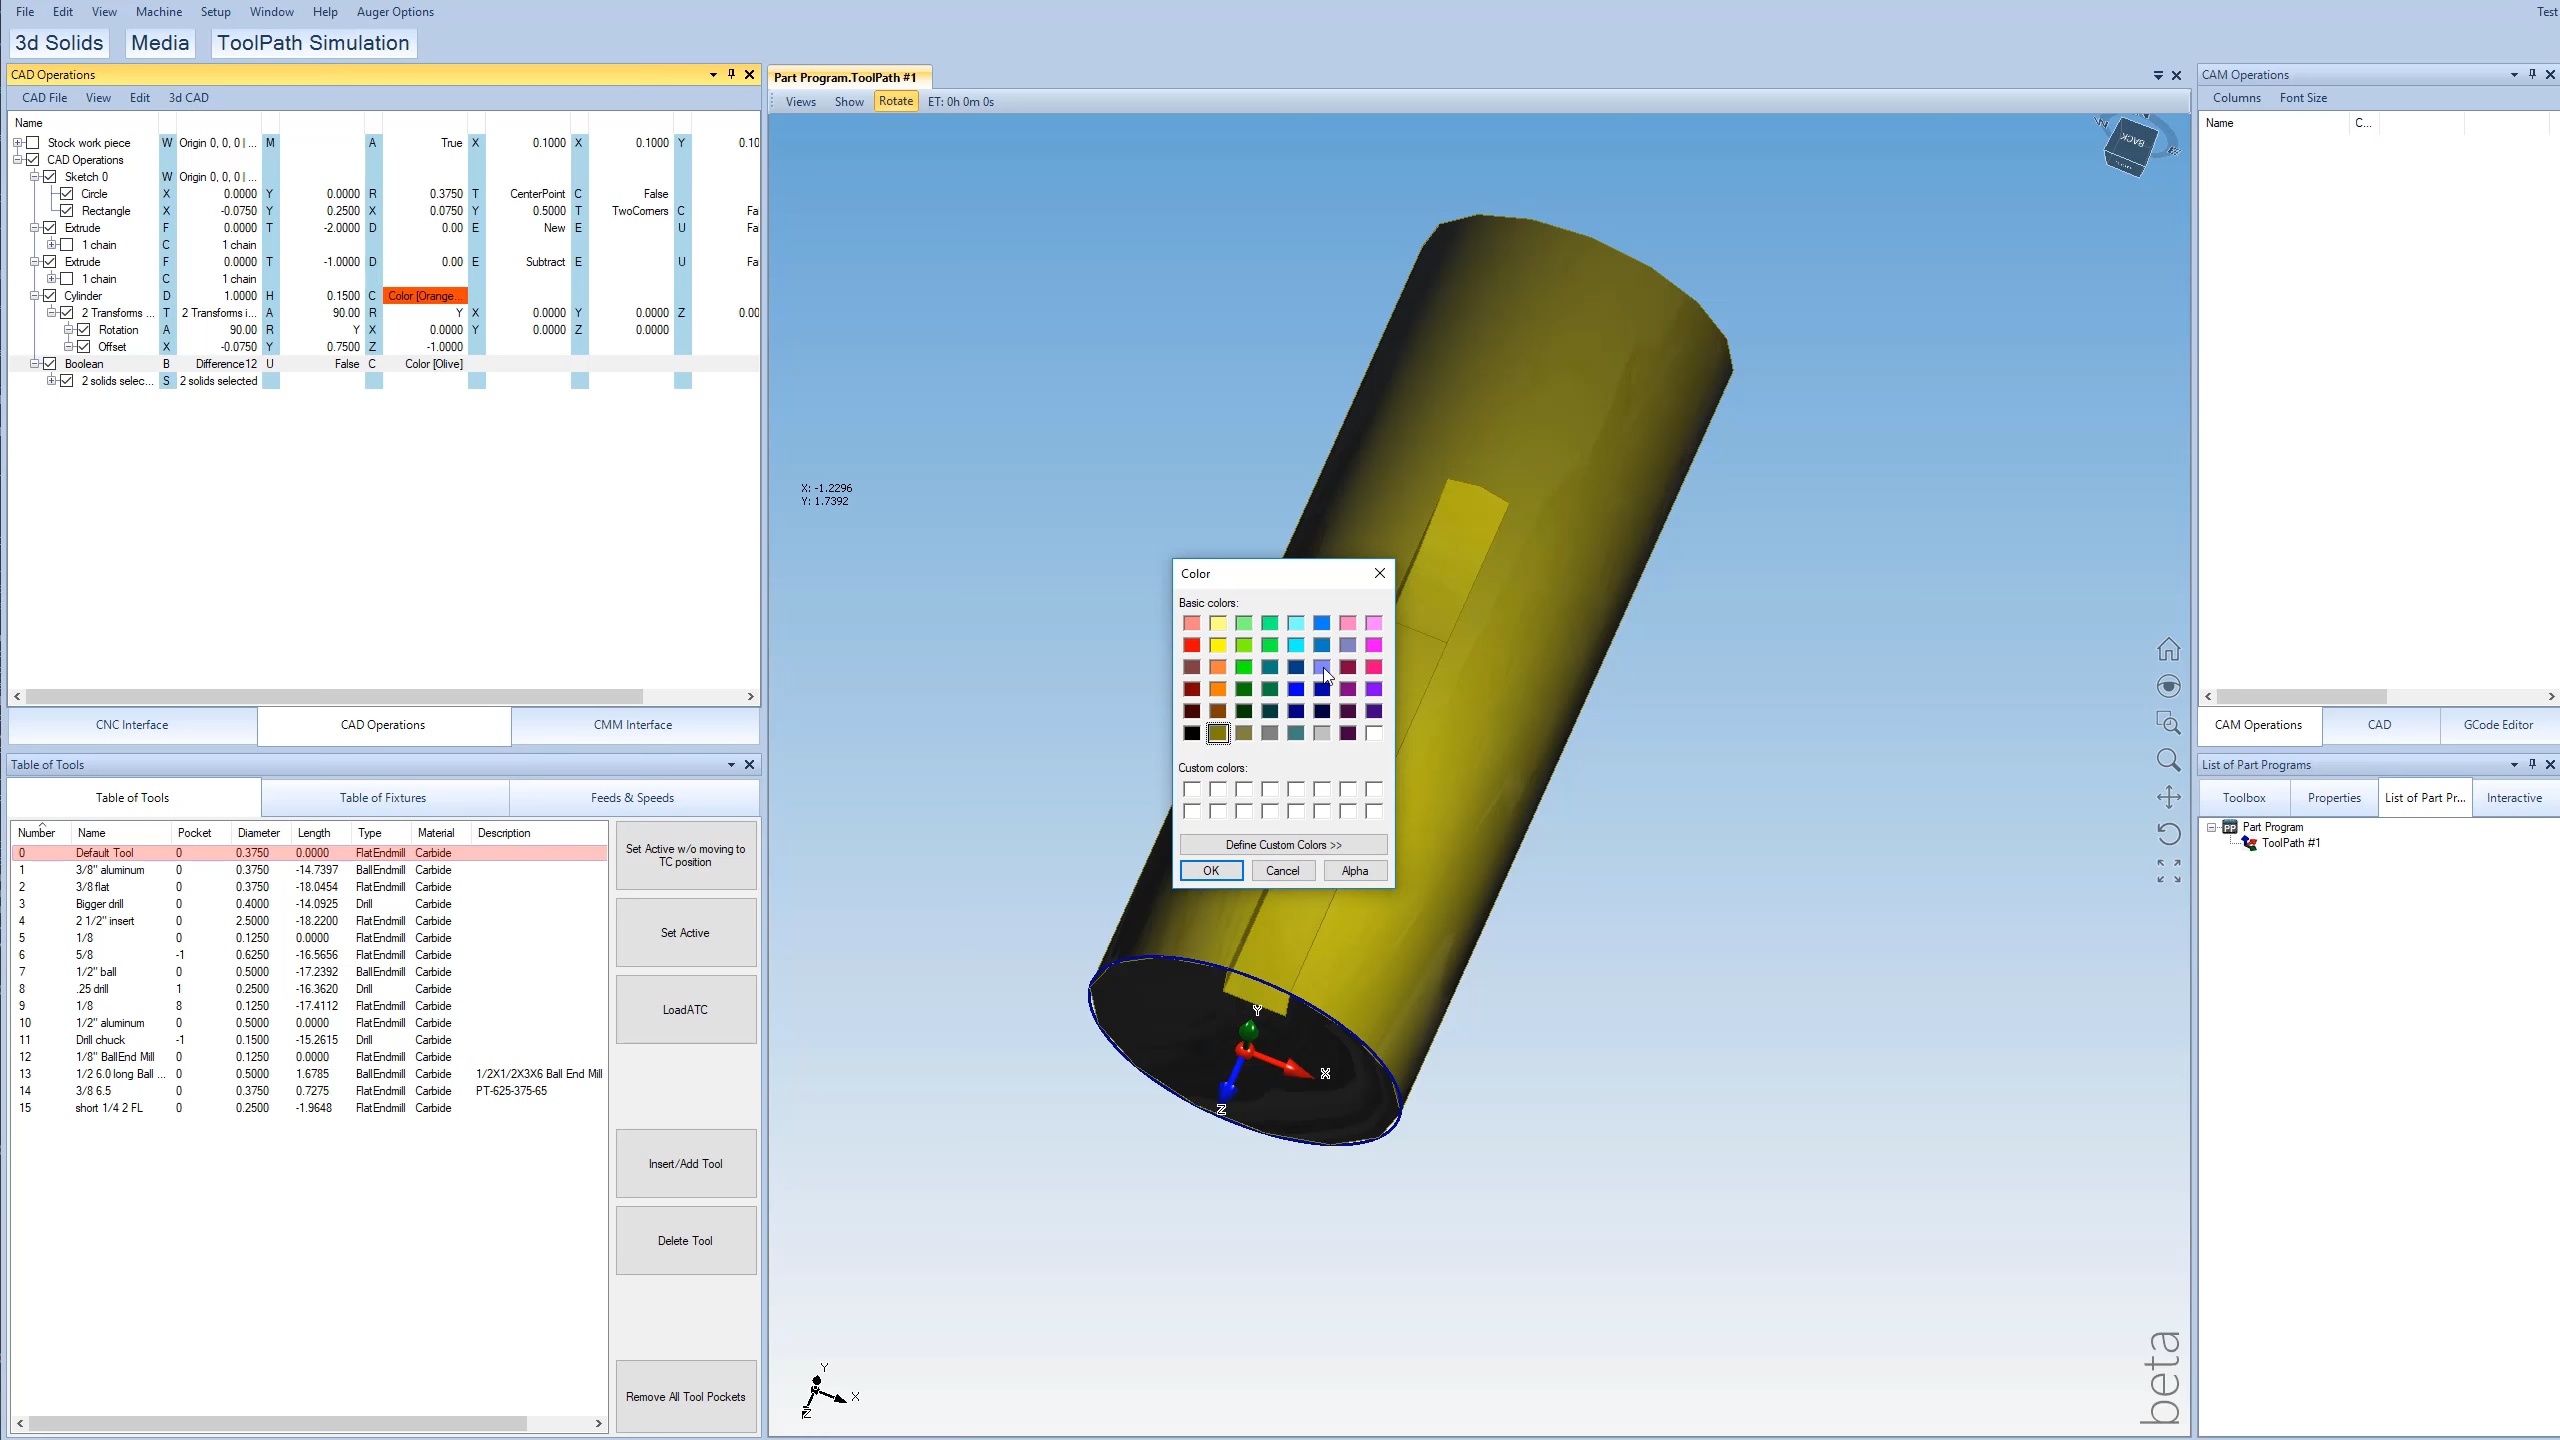 File Edit View Machine Setup Window Help Auger Options Test
3d Solids Media ToolPath Simulation
CAD Operations
CAD File View Edit 3d CAD
Name
Stock work piece W Origin 0, 0, 0 | ... M A True X 0.1000 X 0.1000 Y 0.10
CAD Operations
Sketch 0 W Origin 0, 0, 0 | ...
Circle X 0.0000 Y 0.0000 R 0.3750 T CenterPoint C False
Rectangle X -0.0750 Y 0.2500 X 0.0750 Y 0.5000 T TwoCorners C Fa
Extrude F 0.0000 T -2.0000 D 0.00 E New E U Fa
1 chain C 1 chain
Extrude F 0.0000 T -1.0000 D 0.00 E Subtract E U Fa
1 chain C 1 chain
Cylinder D 1.0000 H 0.1500 C Color [Orange...
2 Transforms ... T 2 Transforms i... A 90.00 R Y X 0.0000 Y 0.0000 Z 0.00
Rotation A 90.00 R Y X 0.0000 Y 0.0000 Z 0.0000
Offset X -0.0750 Y 0.7500 Z -1.0000
Boolean B Difference12 U False C Color [Olive]
2 solids selec... S 2 solids selected
CNC Interface CAD Operations CMM Interface
Table of Tools
Table of Tools Table of Fixtures Feeds & Speeds
Number Name Pocket Diameter Length Type Material Description
0 Default Tool 0 0.3750 0.0000 FlatEndmill Carbide
1 3/8" aluminum 0 0.3750 -14.7397 BallEndmill Carbide
2 3/8 flat 0 0.3750 -18.0454 FlatEndmill Carbide
3 Bigger drill 0 0.4000 -14.0925 Drill Carbide
4 2 1/2" insert 0 2.5000 -18.2200 FlatEndmill Carbide
5 1/8 0 0.1250 0.0000 FlatEndmill Carbide
6 5/8 -1 0.6250 -16.5656 FlatEndmill Carbide
7 1/2" ball 0 0.5000 -17.2392 BallEndmill Carbide
8 .25 drill 1 0.2500 -16.3620 Drill Carbide
9 1/8 8 0.1250 -17.4112 FlatEndmill Carbide
10 1/2" aluminum 0 0.5000 0.0000 FlatEndmill Carbide
11 Drill chuck -1 0.1500 -15.2615 Drill Carbide
12 1/8" BallEnd Mill 0 0.1250 0.0000 FlatEndmill Carbide
13 1/2 6.0 long Ball ... 0 0.5000 1.6785 BallEndmill Carbide 1/2X1/2X3X6 Ball End Mill
14 3/8 6.5 0 0.3750 0.7275 FlatEndmill Carbide PT-625-375-65
15 short 1/4 2 FL 0 0.2500 -1.9648 FlatEndmill Carbide
Set Active w/o moving to
TC position
Set Active
LoadATC
Insert/Add Tool
Delete Tool
Remove All Tool Pockets
Part Program.ToolPath #1
Views Show Rotate ET: 0h 0m 0s
BACK
X: -1.2296
Y: 1.7392
Color
Basic colors:
Custom colors:
Define Custom Colors >>
OK Cancel Alpha
Y
X
Z
Y
X
Z
beta
CAM Operations
Columns Font Size
Name C...
CAM Operations CAD GCode Editor
List of Part Programs
Toolbox Properties List of Part Pr... Interactive
PP Part Program
ToolPath #1